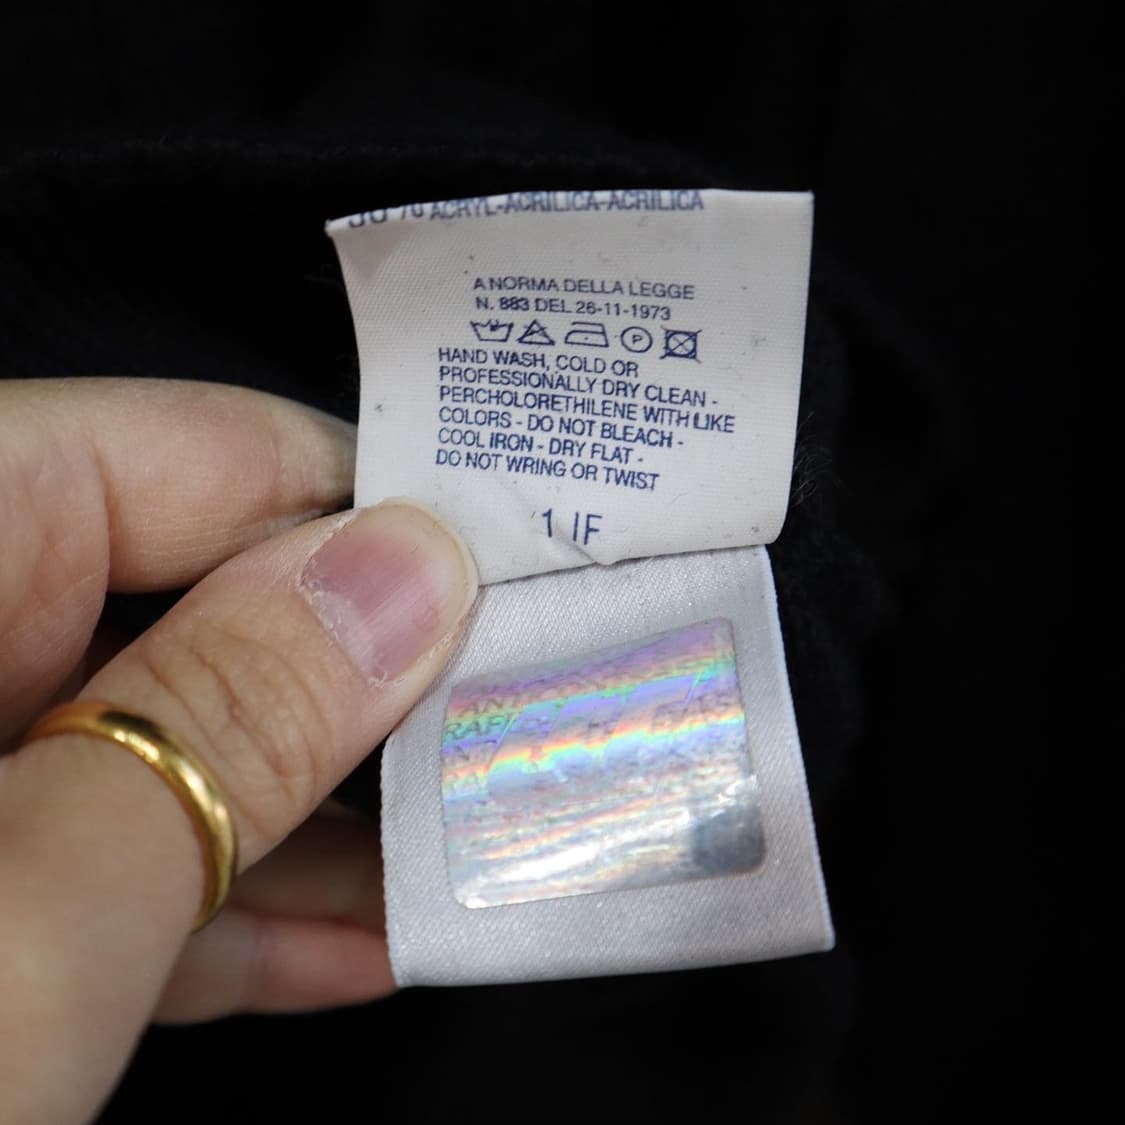 % ACRYL-ACRILICA-ACRILICA
A NORMA DELLA LEGGE
N. 883 DEL 26-11-1973
P
HAND WASH, COLD OR
PROFESSIONALLY DRY CLEAN -
PERCHOLORETHILENE WITH LIKE
COLORS - DO NOT BLEACH -
COOL IRON - DRY FLAT -
DO NOT WRING OR TWIST
1 IF